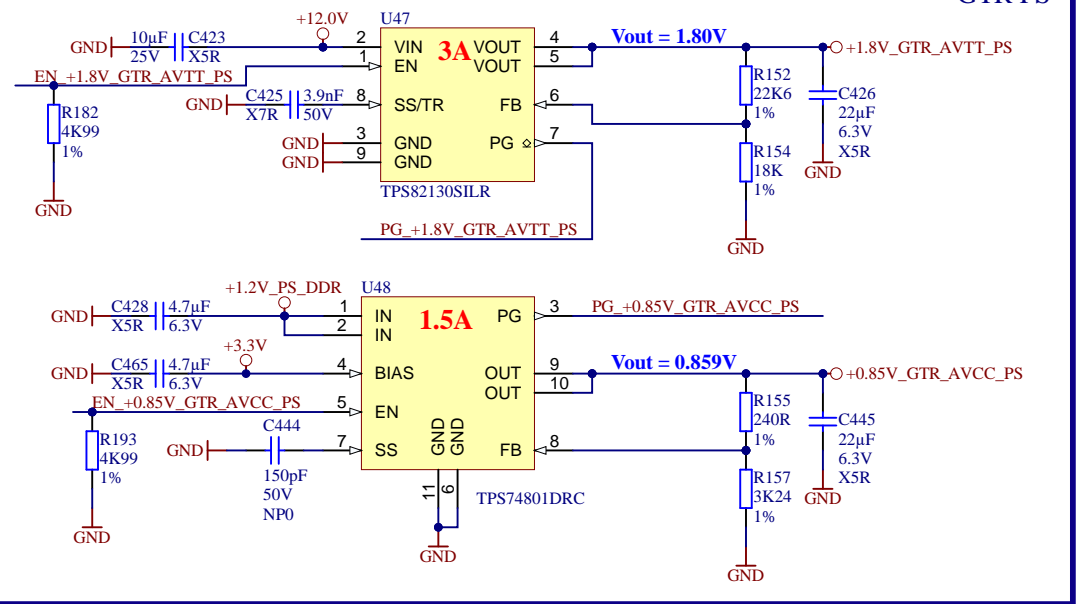 +12.0V
U47
10µF
C423
GND
25V
X5R
2
VIN
3A
VOUT
4
Vout = 1.80V
+1.8V_GTR_AVTT_PS
1
EN
VOUT
5
EN_+1.8V_GTR_AVTT_PS
R152
22K6
1%
C426
22µF
6.3V
X5R
GND
GND
C425
3.9nF
X7R
50V
8
SS/TR
FB
6
R182
4K99
1%
GND
GND
3
GND
PG
7
GND
9
GND
R154
18K
1%
GND
TPS82130SILR
PG_+1.8V_GTR_AVTT_PS
+1.2V_PS_DDR
U48
GND
C428
4.7µF
X5R
6.3V
1
IN
1.5A
PG
3
PG_+0.85V_GTR_AVCC_PS
2
IN
+3.3V
GND
C465
4.7µF
X5R
6.3V
4
BIAS
OUT
9
Vout = 0.859V
+0.85V_GTR_AVCC_PS
OUT
10
EN_+0.85V_GTR_AVCC_PS
5
EN
R155
240R
1%
C445
22µF
6.3V
X5R
GND
R193
4K99
1%
GND
C444
GND
150pF
50V
NP0
7
SS
GND
GND
FB
8
11
6
GND
TPS74801DRC
R157
3K24
1%
GND